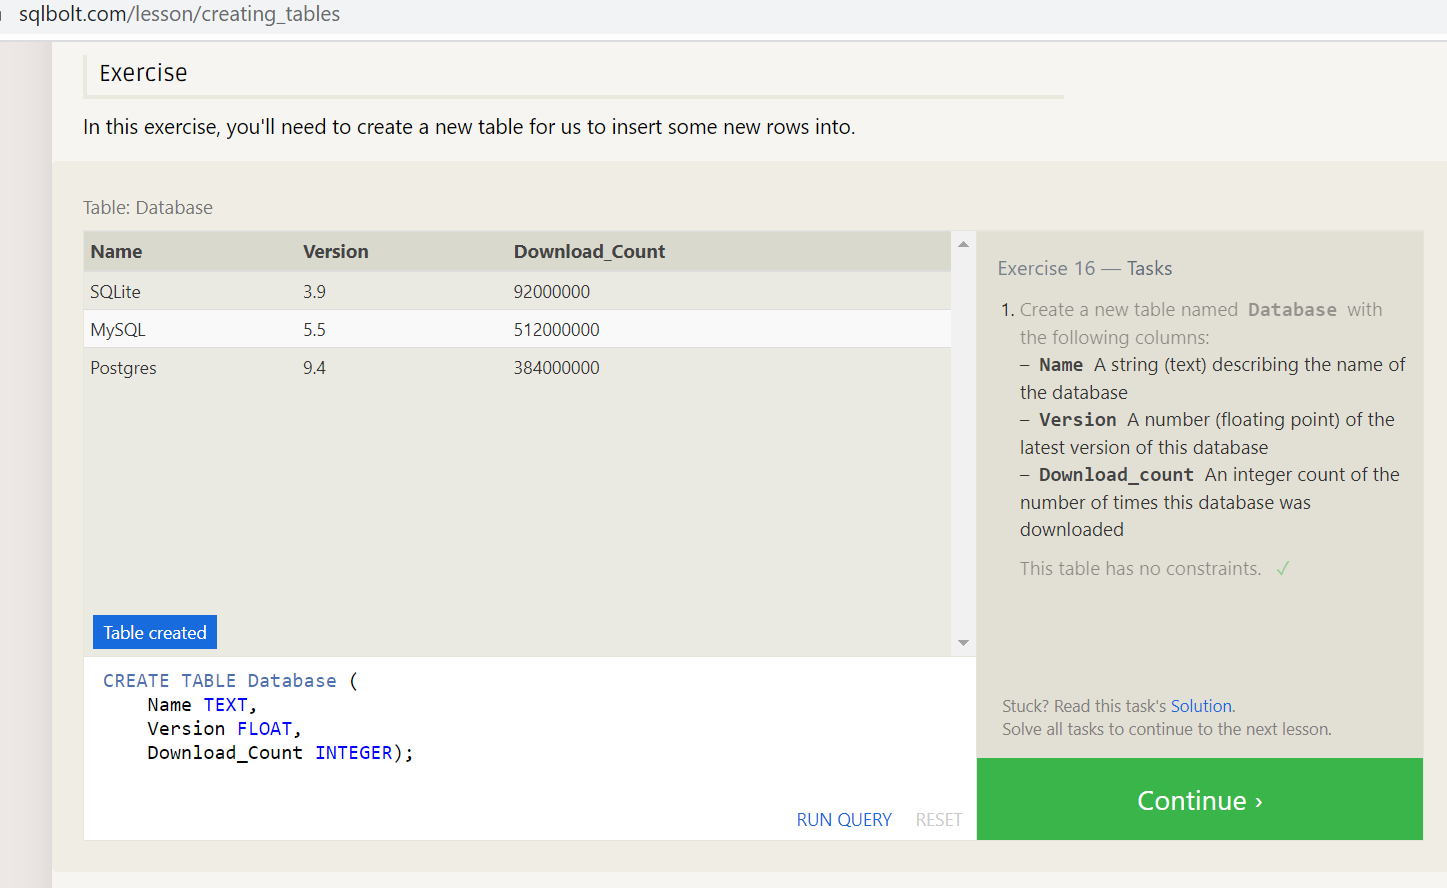 sqlbolt.com/lesson/creating_tables
Exercise
In this exercise, you'll need to create a new table for us to insert some new rows into.
Table: Database
Name Version Download_Count
SQLite 3.9 92000000
MySQL 5.5 512000000
Postgres 9.4 384000000
Table created
CREATE TABLE Database (
    Name TEXT,
    Version FLOAT,
    Download_Count INTEGER);
RUN QUERY RESET
Exercise 16 — Tasks
1. Create a new table named Database with
the following columns:
– Name A string (text) describing the name of
the database
– Version A number (floating point) of the
latest version of this database
– Download_count An integer count of the
number of times this database was
downloaded
This table has no constraints. ✓
Stuck? Read this task's Solution.
Solve all tasks to continue to the next lesson.
Continue ›